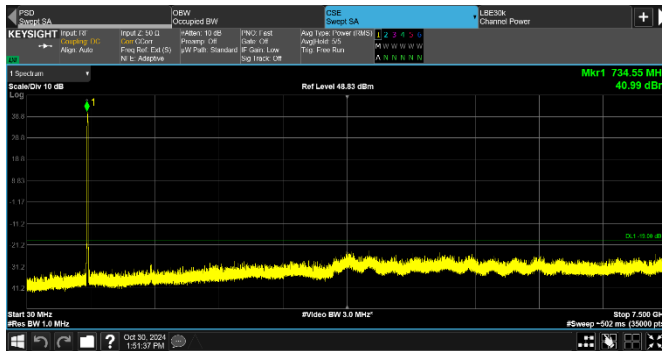 PSD
Swept SA
OBW
Occupied BW
CSE
Swept SA
LBE30k
Channel Power
KEYSIGHT
Input: RF
Coupling: DC
Align: Auto
Input Z: 50 Ω
Corr CCorr
Freq Ref: Ext (S)
NFE: Adaptive
#Atten: 10 dB
Preamp: Off
µW Path: Standard
PNO: Fast
Gate: Off
IF Gain: Low
Sig Track: Off
Avg Type: Power (RMS)
Avg|Hold: 5/5
Trig: Free Run
1 2 3 4 5 6
M W W W W W
A N N N N N
1 Spectrum
Scale/Div 10 dB
Log
Ref Level 48.83 dBm
Mkr1 734.55 MH
40.99 dBr
1
38.8
28.8
18.8
8.83
-1.17
-11.2
-21.2
-31.2
-41.2
Start 30 MHz
#Res BW 1.0 MHz
#Video BW 3.0 MHz*
Stop 7.500 GH
#Sweep ~502 ms (35000 pts
Oct 30, 2024
1:51:37 PM